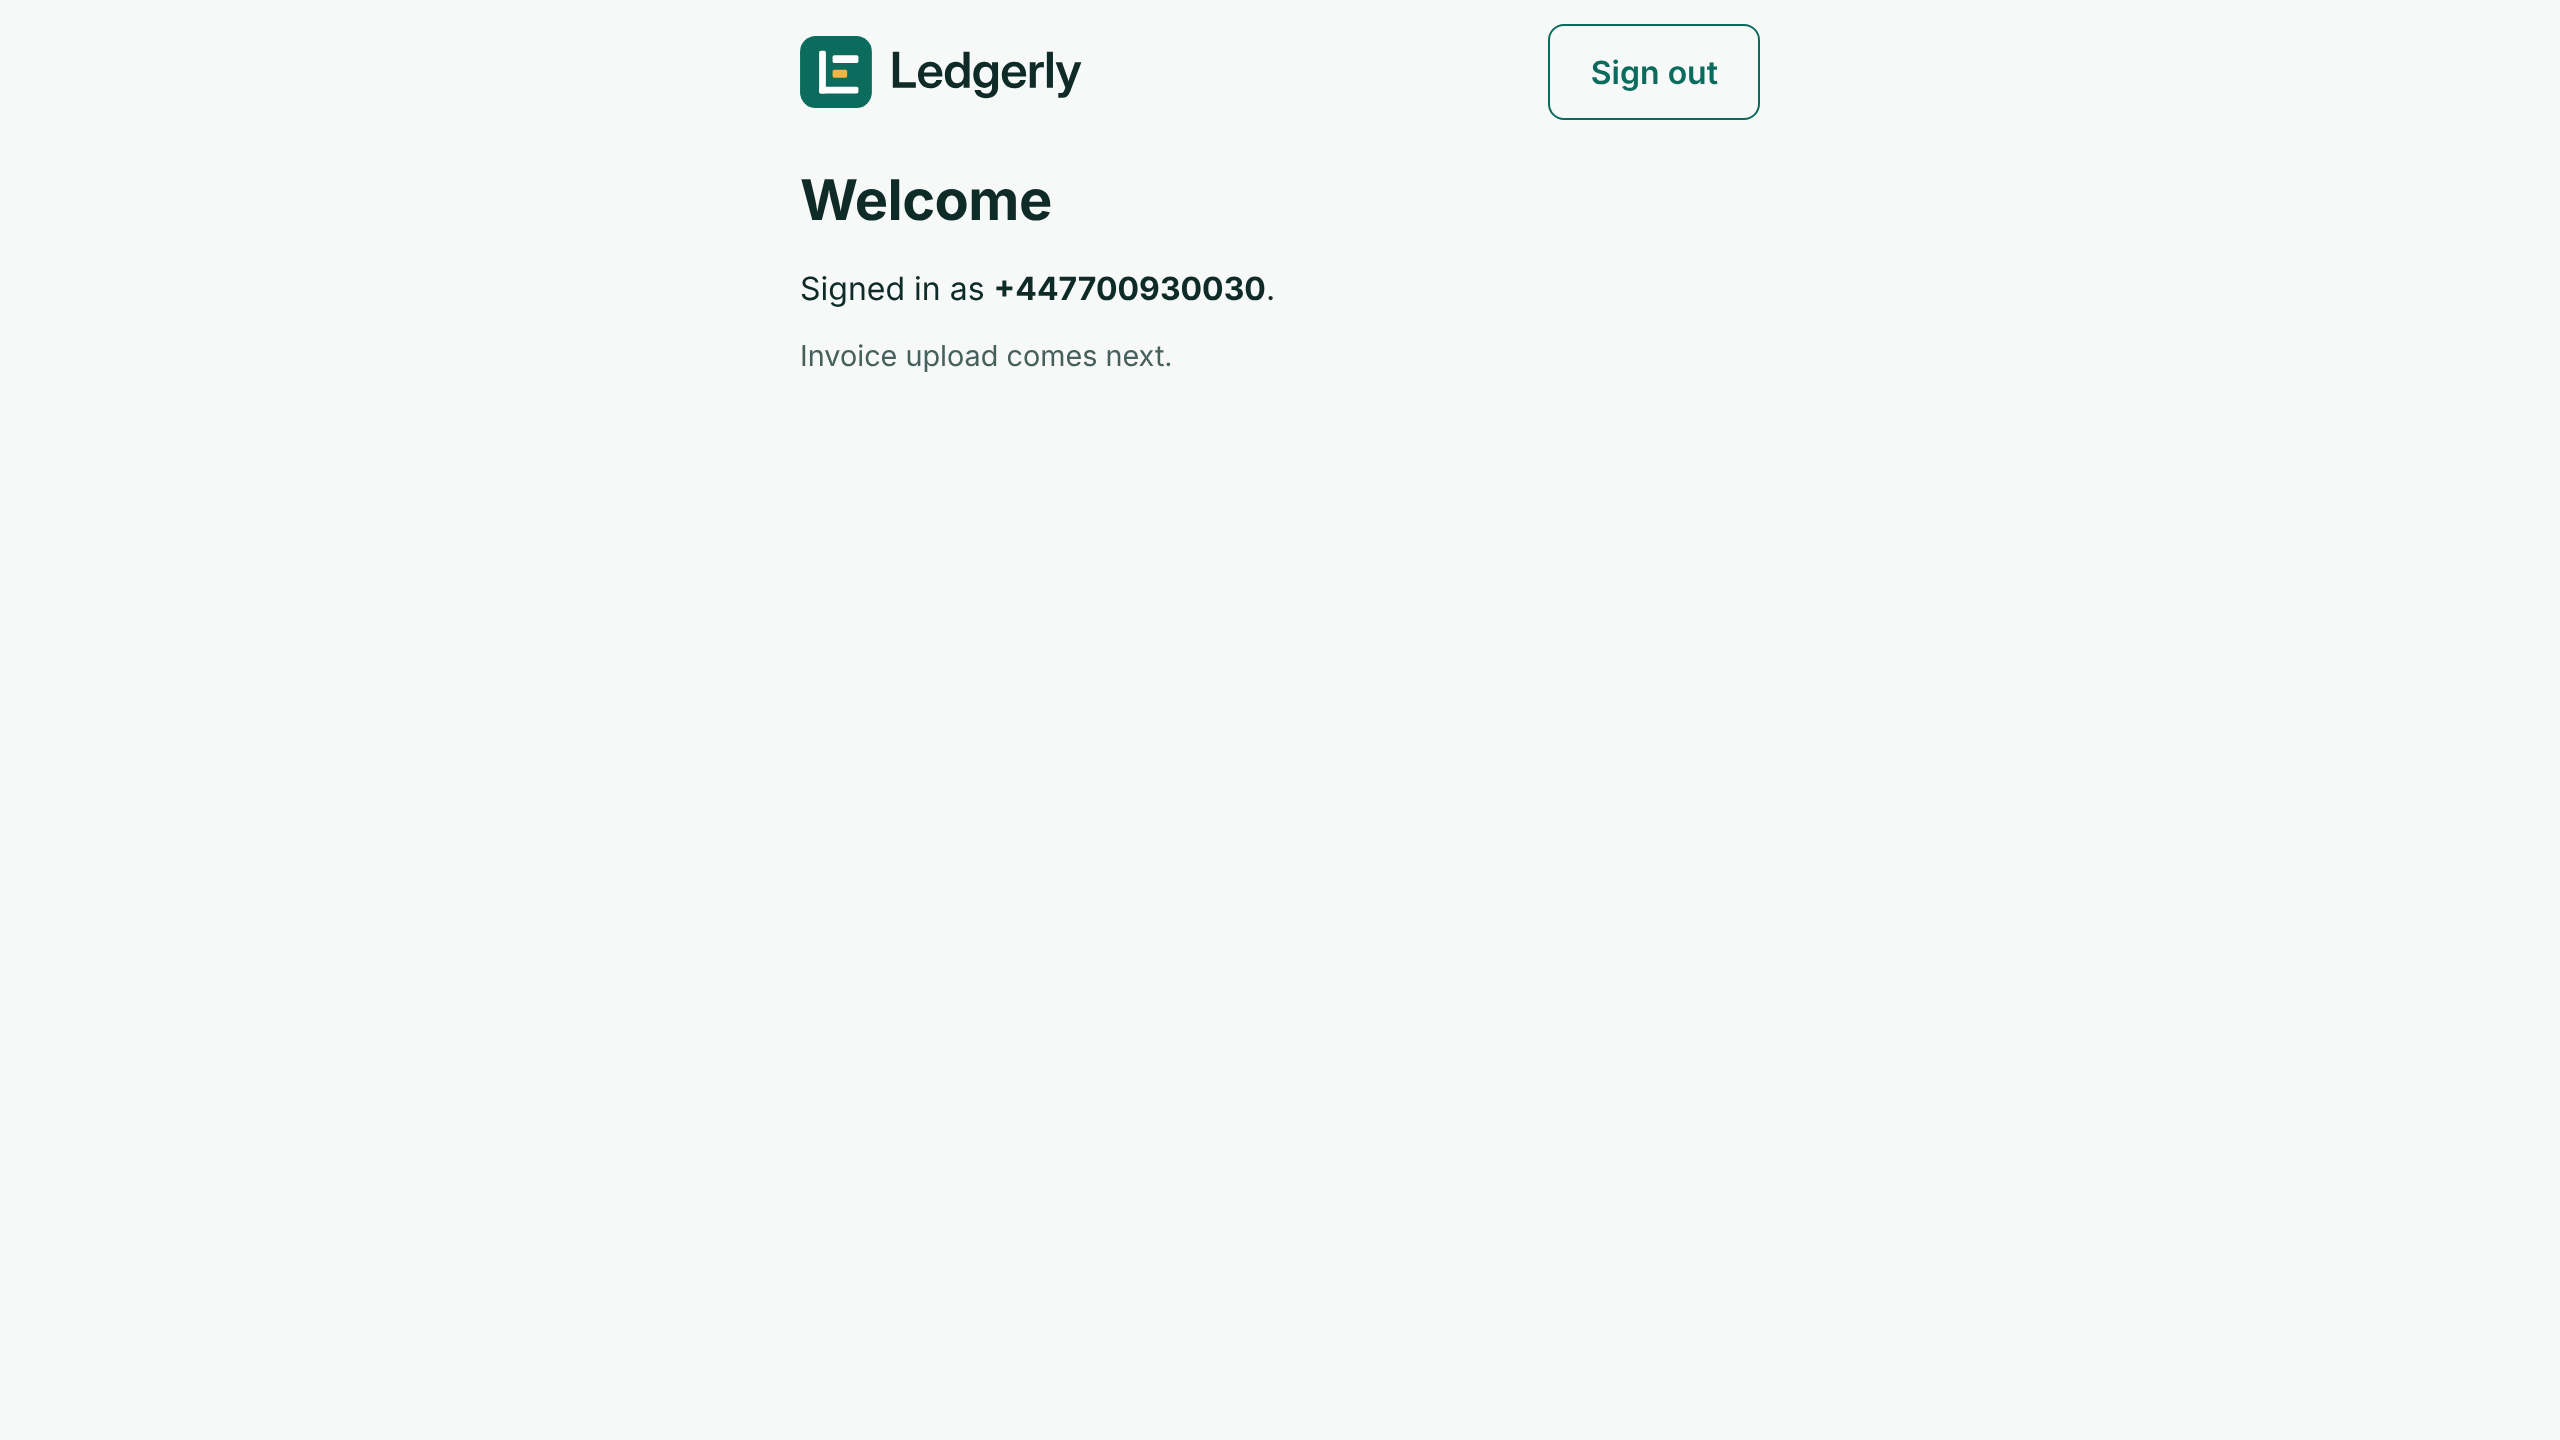 Ledgerly
Sign out
Welcome
Signed in as +447700930030.
Invoice upload comes next.